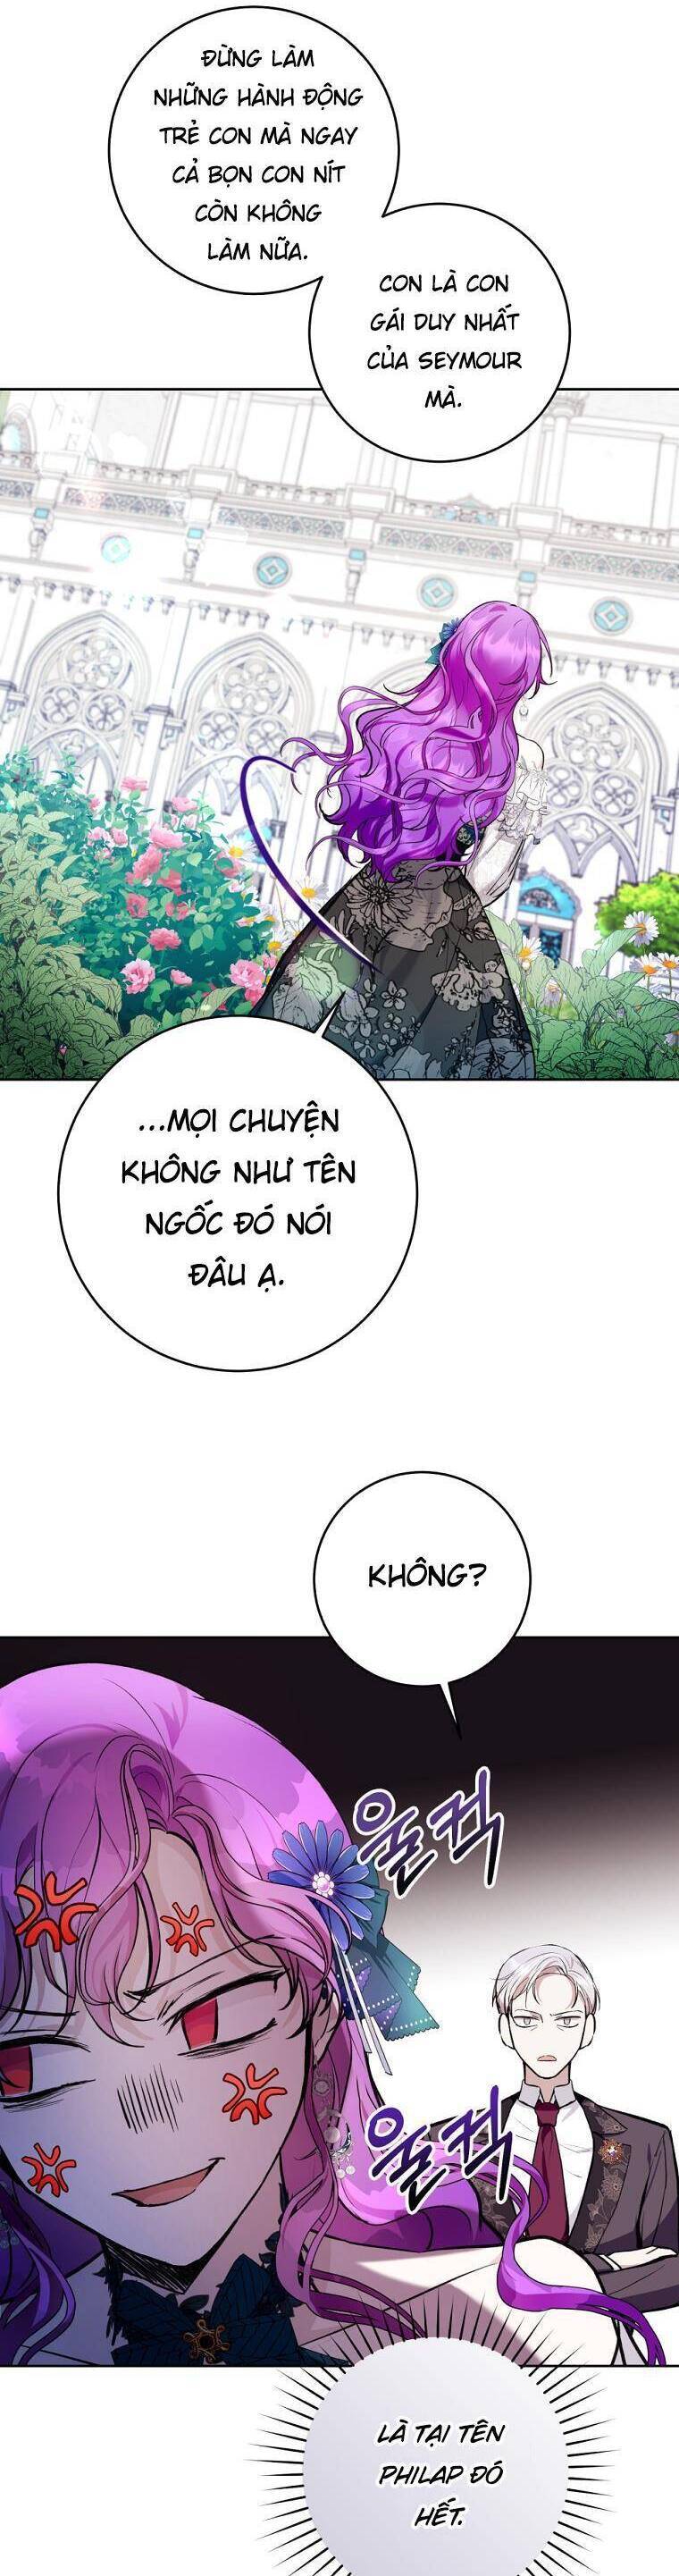 ĐỪNG LÀM
NHỮNG HÀNH ĐỘNG
TRẺ CON MÀ NGAY
CẢ BỌN CON NÍT
CÒN KHÔNG
LÀM NỮA.
CON LÀ CON
GÁI DUY NHẤT
CỦA SEYMOUR
MÀ.
...MỌI CHUYỆN
KHÔNG NHƯ TÊN
NGỐC ĐÓ NÓI
ĐÂU Ạ.
KHÔNG?
울컥
울컥
LÀ TẠI TÊN
PHILAP ĐÓ
HẾT.